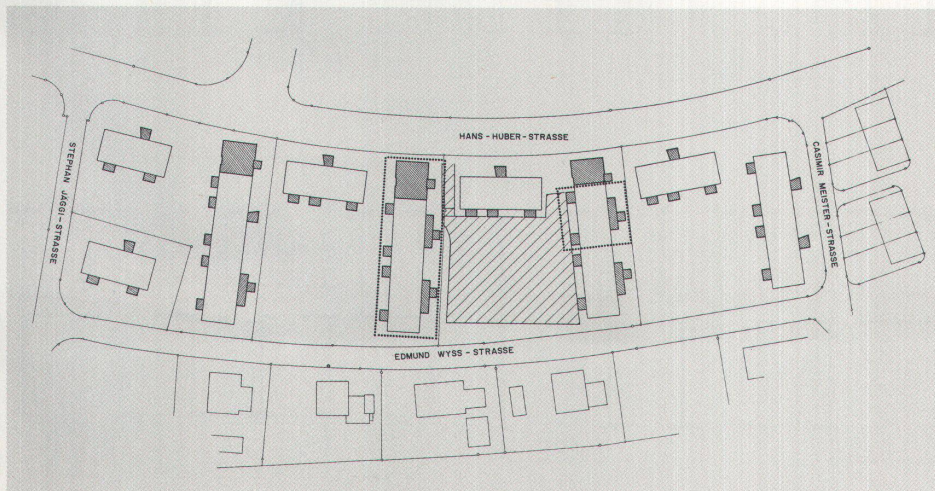 HANS - HUBER - STRASSE
STEPHAN JÄGGI - STRASSE
CASIMIR MEISTER - STRASSE
EDMUND WYSS - STRASSE